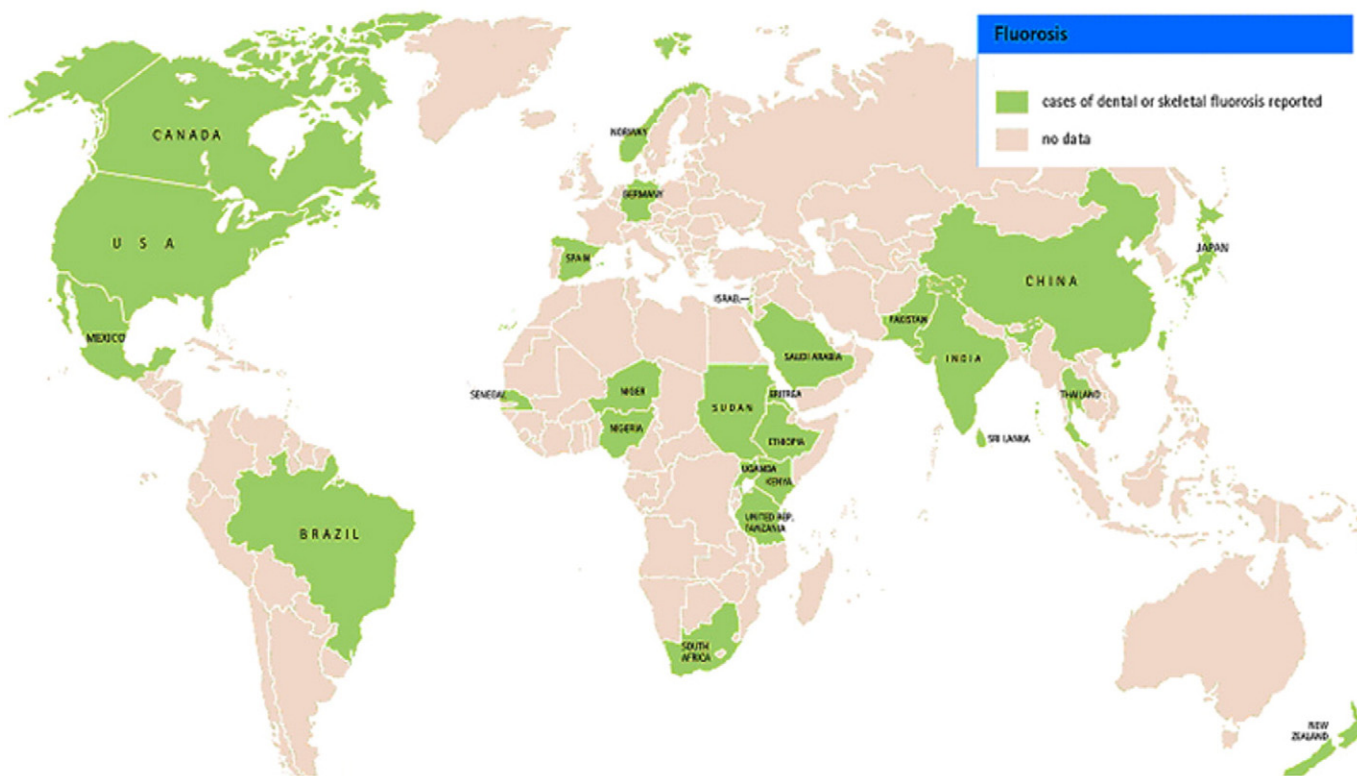 Fluorosis
cases of dental or skeletal fluorosis reported
no data
CANADA
USA
MEXICO
BRAZIL
NORWAY
GERMANY
SPAIN
ISRAEL
SENEGAL
NIGER
NIGERIA
SUDAN
ERITREA
ETHIOPIA
UGANDA
KENYA
UNITED REP.
TANZANIA
SOUTH
AFRICA
SAUDI ARABIA
PAKISTAN
INDIA
SRI LANKA
CHINA
JAPAN
THAILAND
NEW
ZEALAND